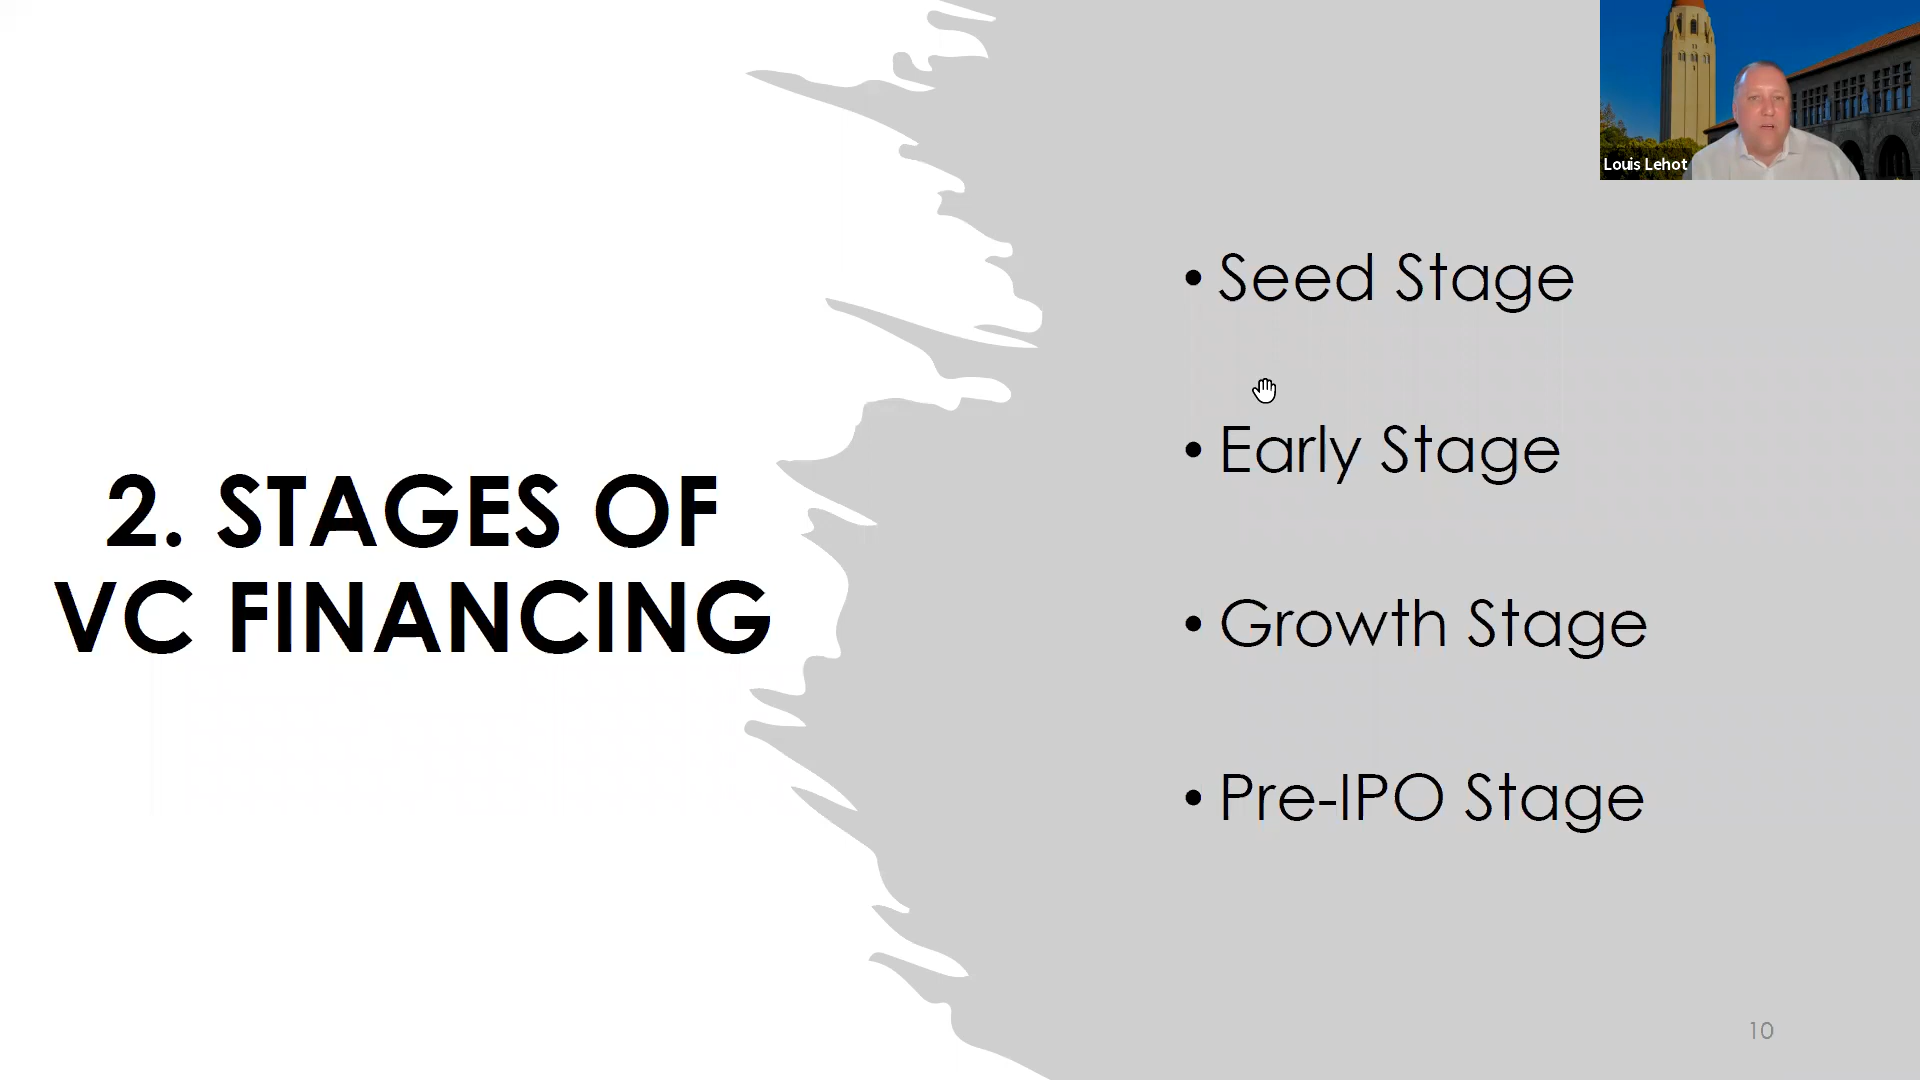 Louis Lehot
2. STAGES OF
VC FINANCING
• Seed Stage
• Early Stage
• Growth Stage
• Pre-IPO Stage
10